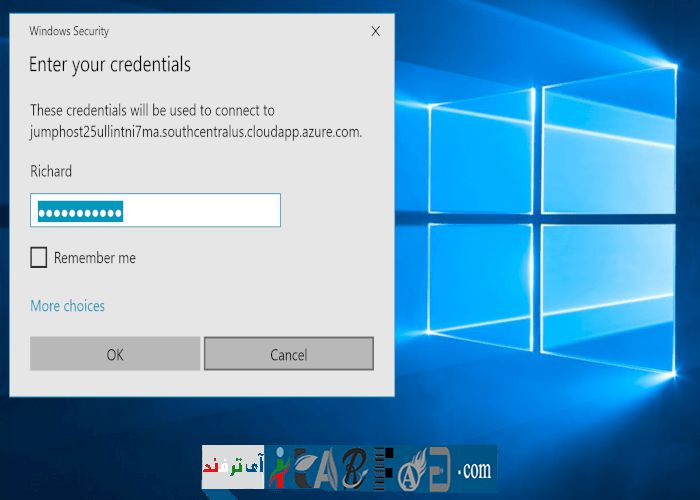 Windows Security
Enter your credentials
These credentials will be used to connect to
jumphost25ullintni7ma.southcentralus.cloudapp.azure.com.
Richard
Remember me
More choices
OK
Cancel
آی ترفند
.com